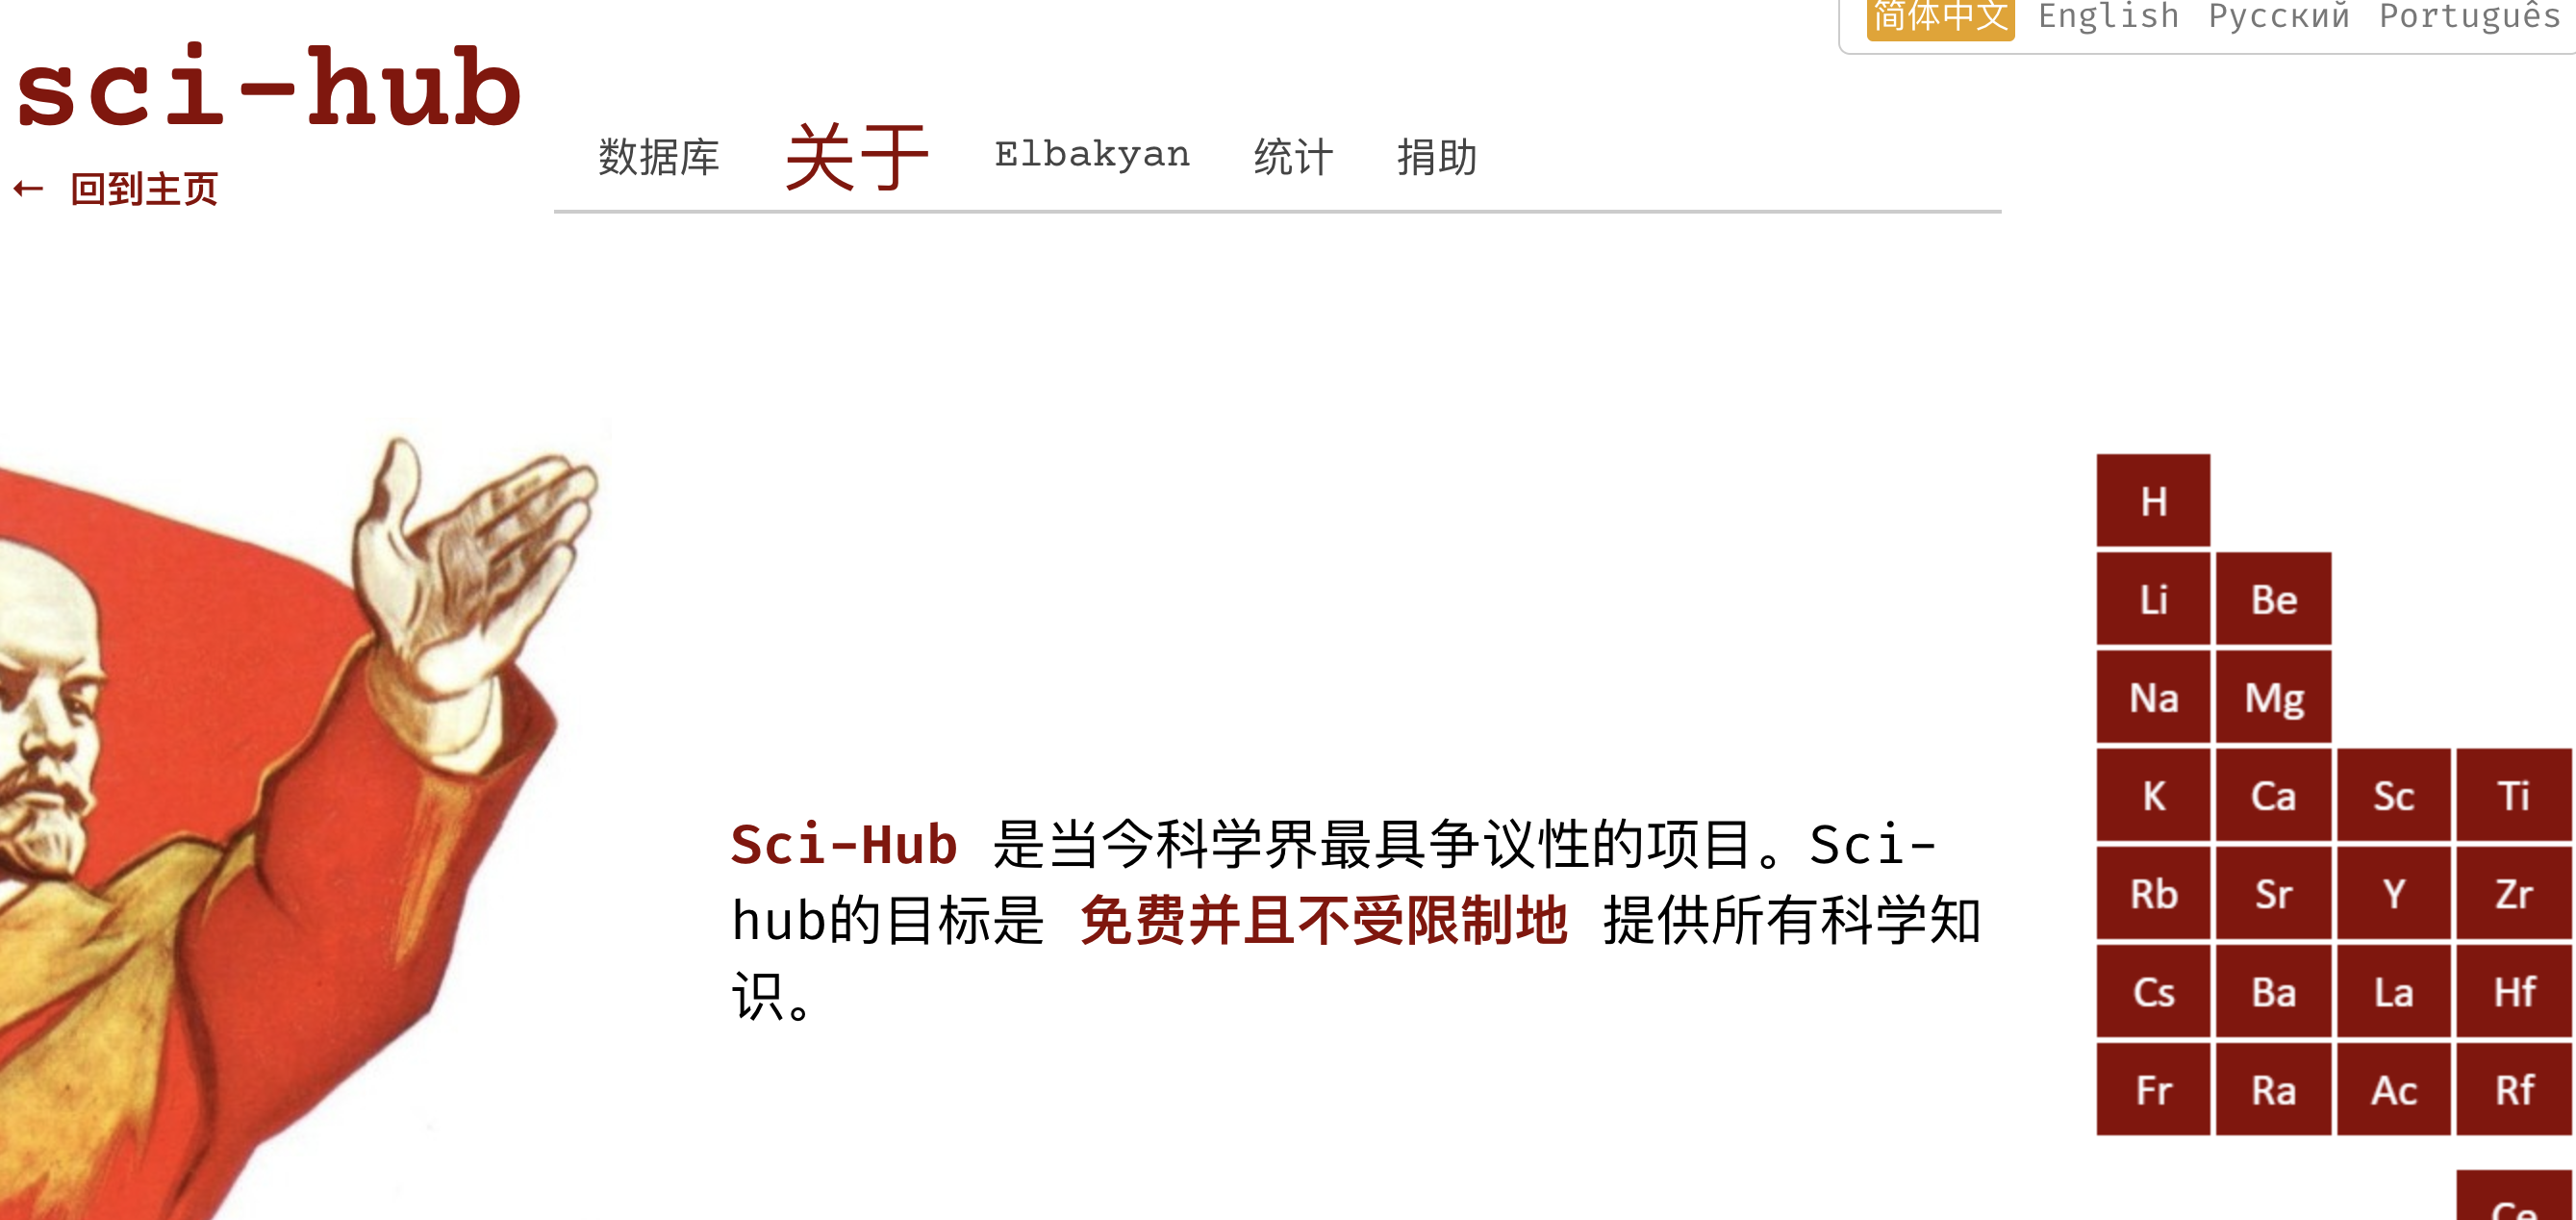 简体中文 English Русский Português
sci-hub
← 回到主页
数据库 关于 Elbakyan 统计 捐助
Sci-Hub 是当今科学界最具争议性的项目。Sci-
hub的目标是 免费并且不受限制地 提供所有科学知
识。
H
Li Be
Na Mg
K Ca Sc Ti
Rb Sr Y Zr
Cs Ba La Hf
Fr Ra Ac Rf
Ce